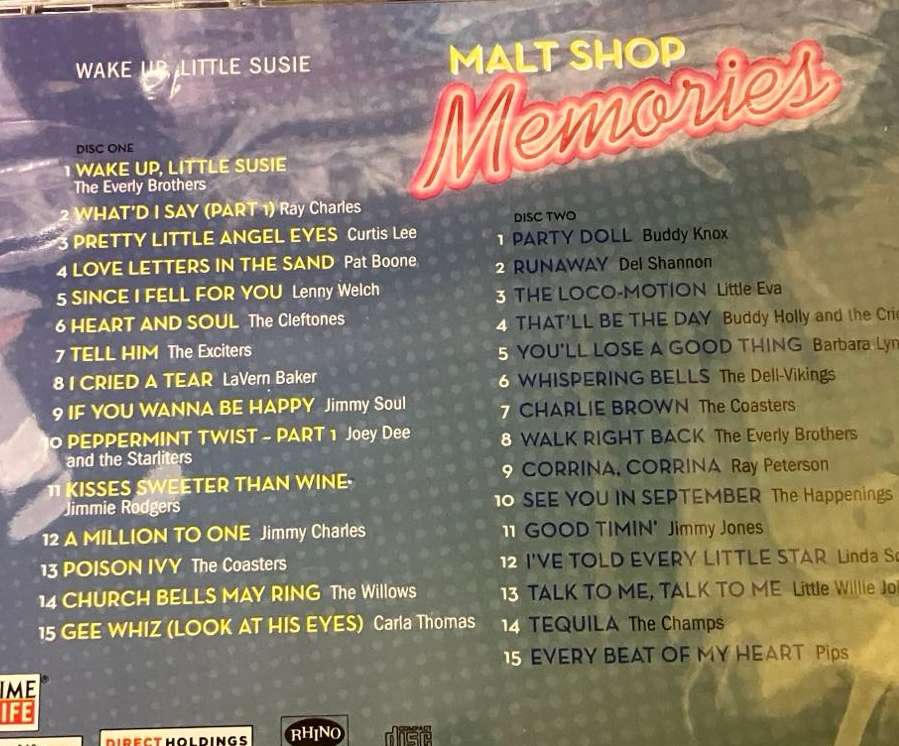 WAKE UP, LITTLE SUSIE
MALT SHOP
Memories
DISC ONE
1 WAKE UP, LITTLE SUSIE
The Everly Brothers
2 WHAT'D I SAY (PART 1) Ray Charles
3 PRETTY LITTLE ANGEL EYES Curtis Lee
4 LOVE LETTERS IN THE SAND Pat Boone
5 SINCE I FELL FOR YOU Lenny Welch
6 HEART AND SOUL The Cleftones
7 TELL HIM The Exciters
8 I CRIED A TEAR LaVern Baker
9 IF YOU WANNA BE HAPPY Jimmy Soul
10 PEPPERMINT TWIST – PART 1 Joey Dee
and the Starliters
11 KISSES SWEETER THAN WINE
Jimmie Rodgers
12 A MILLION TO ONE Jimmy Charles
13 POISON IVY The Coasters
14 CHURCH BELLS MAY RING The Willows
15 GEE WHIZ (LOOK AT HIS EYES) Carla Thomas
DISC TWO
1 PARTY DOLL Buddy Knox
2 RUNAWAY Del Shannon
3 THE LOCO-MOTION Little Eva
4 THAT'LL BE THE DAY Buddy Holly and the Cri
5 YOU'LL LOSE A GOOD THING Barbara Lyn
6 WHISPERING BELLS The Dell-Vikings
7 CHARLIE BROWN The Coasters
8 WALK RIGHT BACK The Everly Brothers
9 CORRINA, CORRINA Ray Peterson
10 SEE YOU IN SEPTEMBER The Happenings
11 GOOD TIMIN' Jimmy Jones
12 I'VE TOLD EVERY LITTLE STAR Linda Sc
13 TALK TO ME, TALK TO ME Little Willie Joh
14 TEQUILA The Champs
15 EVERY BEAT OF MY HEART Pips
IME
IFE
®
DIRECT HOLDINGS
RHINO
COMPACT
disc